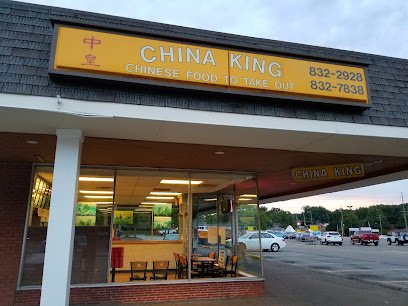 中
皇
CHINA KING
CHINESE FOOD TO TAKE OUT
832-2928
832-7838
CHINA KING